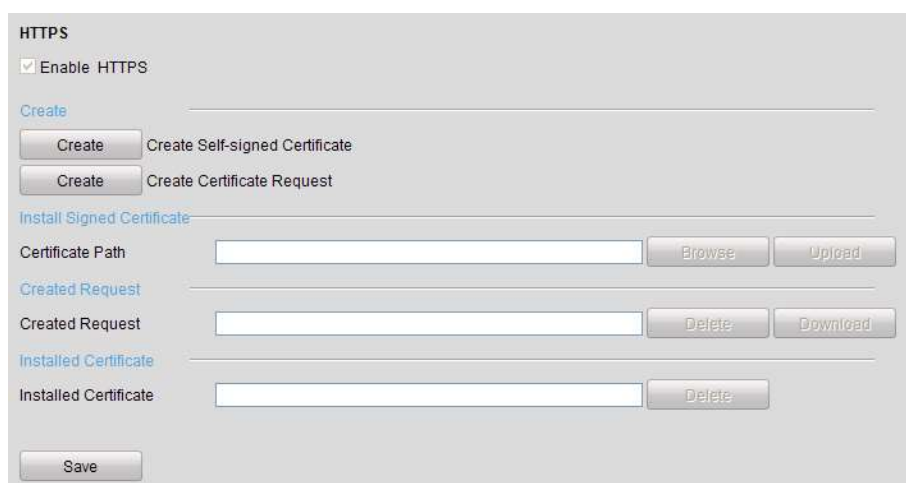 HTTPS
Enable HTTPS
Create
Create Create Self-signed Certificate
Create Create Certificate Request
Install Signed Certificate
Certificate Path Browse Upload
Created Request
Created Request Delete Download
Installed Certificate
Installed Certificate Delete
Save